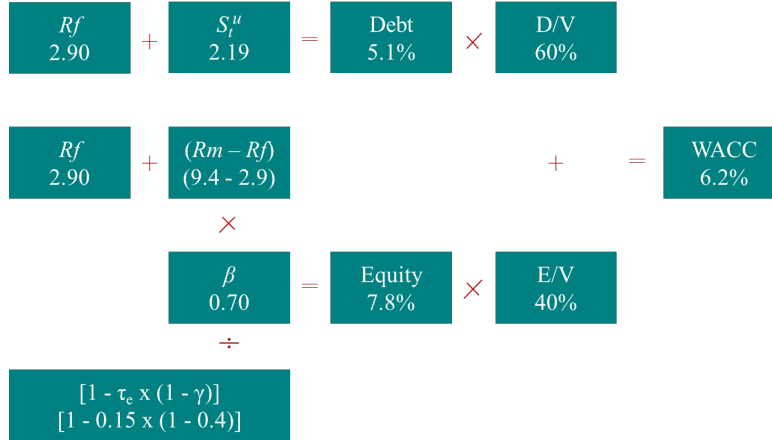 Rf + S_t^u = Debt × D/V
2.90 2.19 5.1% 60%
Rf + (Rm – Rf) + = WACC
2.90 (9.4 - 2.9) 6.2%
×
β = Equity × E/V
0.70 7.8% 40%
÷
[1 - τₑ x (1 - γ)]
[1 - 0.15 x (1 - 0.4)]